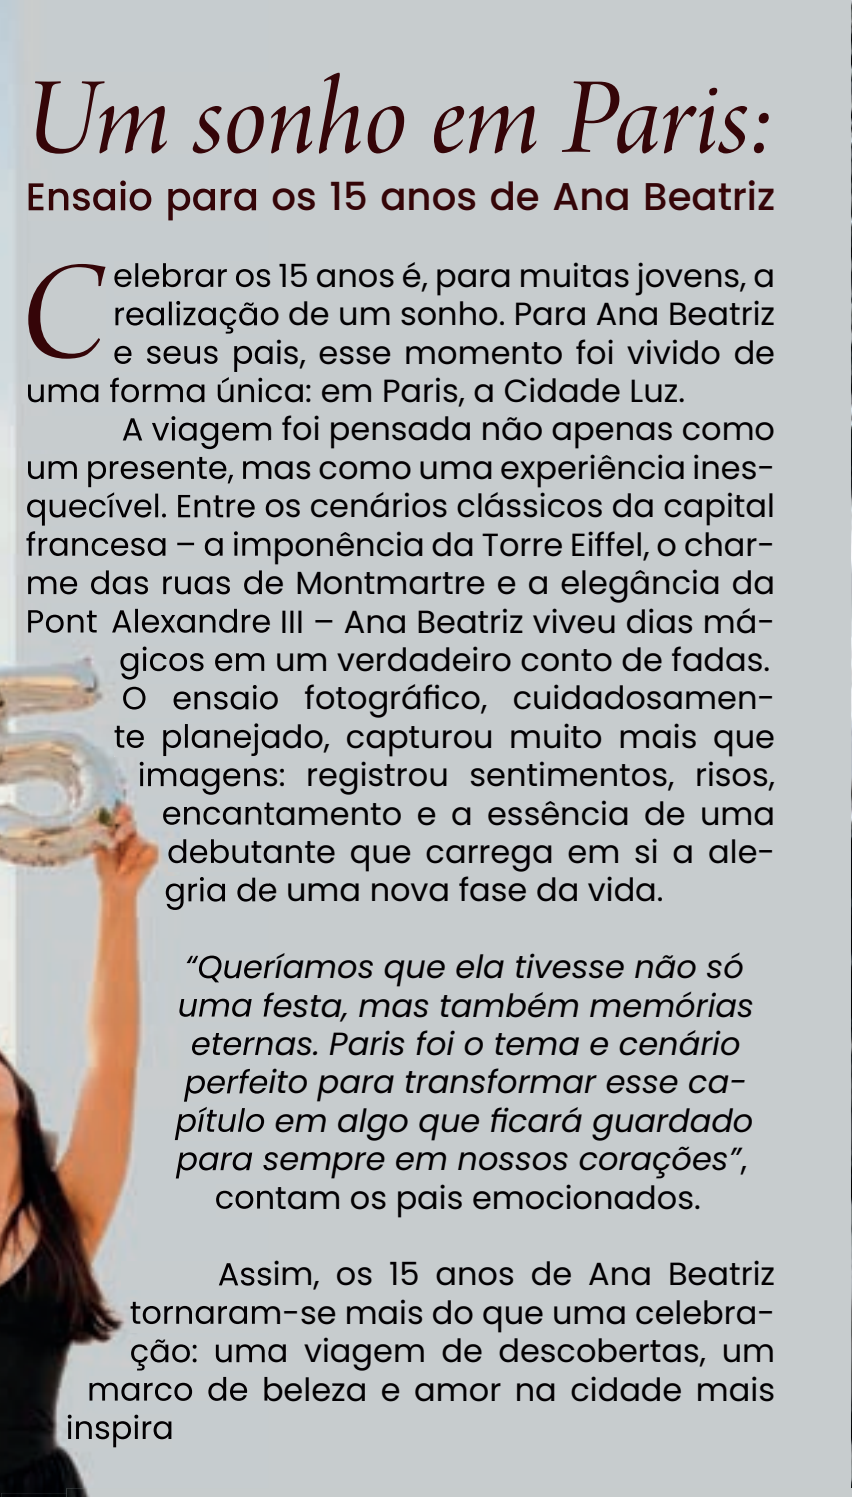 Um sonho em Paris:
Ensaio para os 15 anos de Ana Beatriz
Celebrar os 15 anos é, para muitas jovens, a
realização de um sonho. Para Ana Beatriz
e seus pais, esse momento foi vivido de
uma forma única: em Paris, a Cidade Luz.
A viagem foi pensada não apenas como
um presente, mas como uma experiência ines-
quecível. Entre os cenários clássicos da capital
francesa – a imponência da Torre Eiffel, o char-
me das ruas de Montmartre e a elegância da
Pont Alexandre III – Ana Beatriz viveu dias má-
gicos em um verdadeiro conto de fadas.
O ensaio fotográfico, cuidadosamen-
te planejado, capturou muito mais que
imagens: registrou sentimentos, risos,
encantamento e a essência de uma
debutante que carrega em si a ale-
gria de uma nova fase da vida.
“Queríamos que ela tivesse não só
uma festa, mas também memórias
eternas. Paris foi o tema e cenário
perfeito para transformar esse ca-
pítulo em algo que ficará guardado
para sempre em nossos corações”,
contam os pais emocionados.
Assim, os 15 anos de Ana Beatriz
tornaram-se mais do que uma celebra-
ção: uma viagem de descobertas, um
marco de beleza e amor na cidade mais
inspira
5